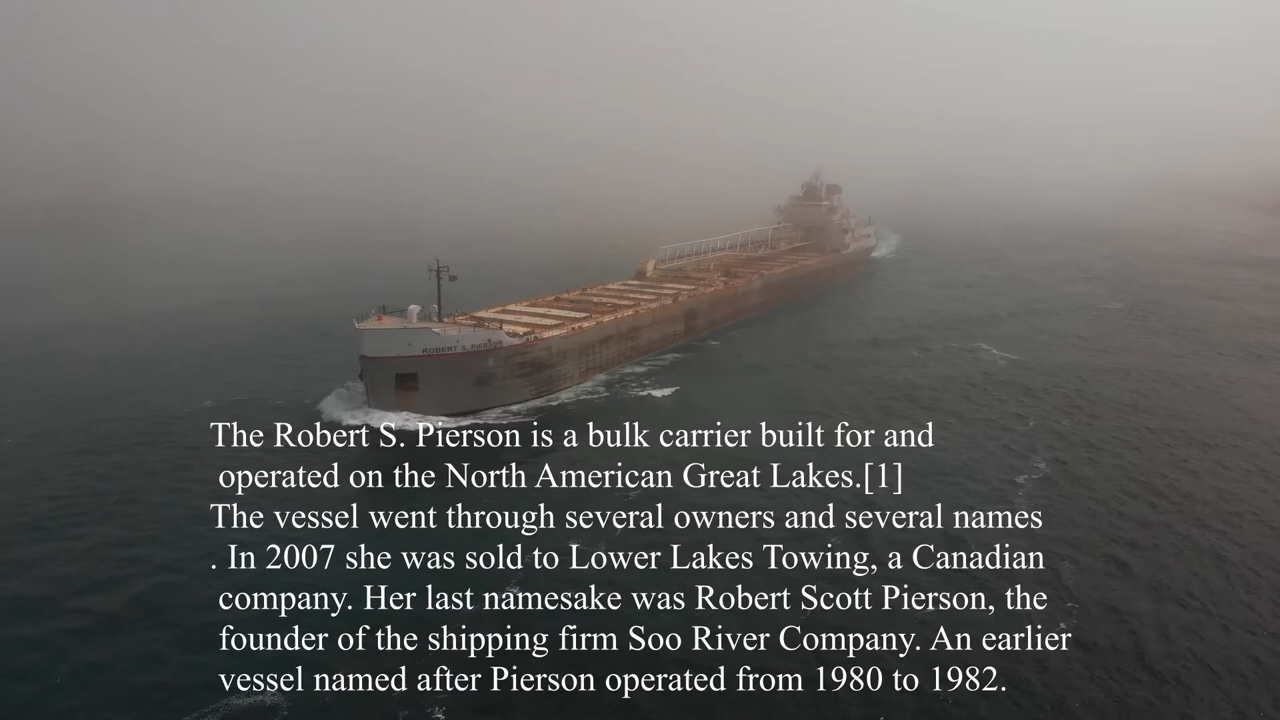 ROBERT S. PIERSON
The Robert S. Pierson is a bulk carrier built for and
operated on the North American Great Lakes.[1]
The vessel went through several owners and several names
. In 2007 she was sold to Lower Lakes Towing, a Canadian
company. Her last namesake was Robert Scott Pierson, the
founder of the shipping firm Soo River Company. An earlier
vessel named after Pierson operated from 1980 to 1982.